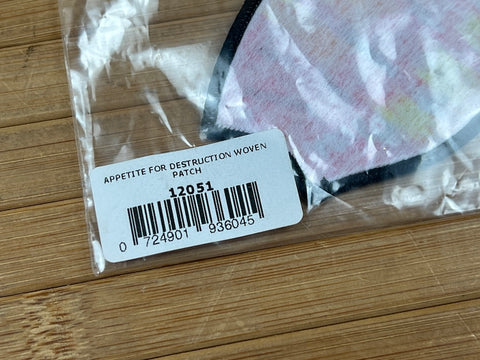 APPETITE FOR DESTRUCTION WOVEN
PATCH
12051
0 724901 936045